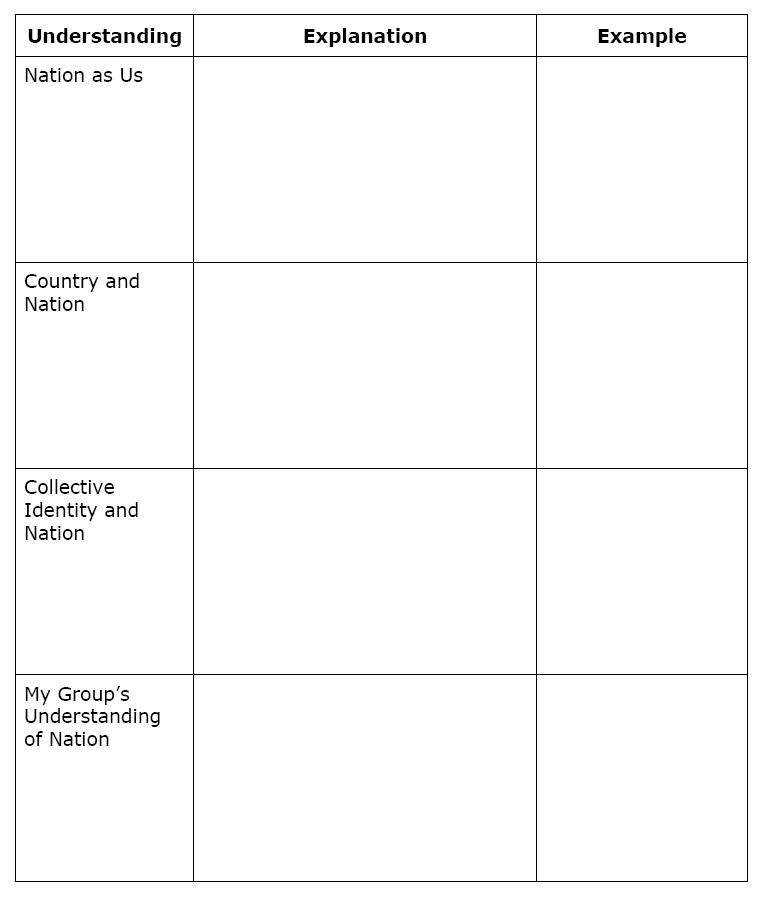 Understanding
Explanation
Example
Nation as Us
Country and
Nation
Collective
Identity and
Nation
My Group’s
Understanding
of Nation